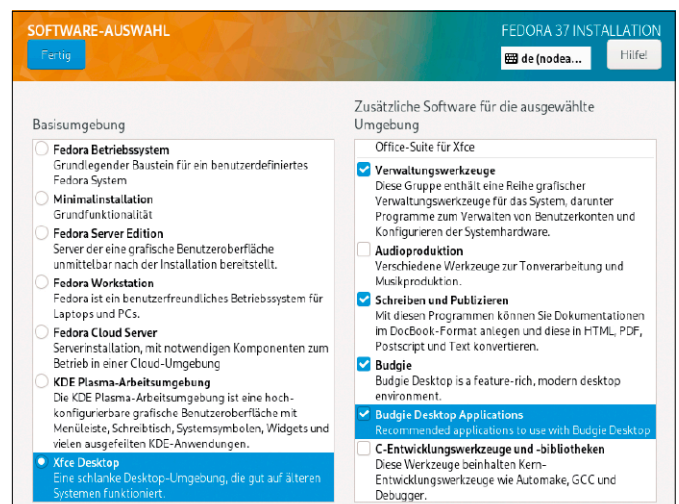 SOFTWARE-AUSWAHL
FEDORA 37 INSTALLATION
Fertig
de (nodea...
Hilfe!
Basisumgebung
Fedora Betriebssystem
Grundlegender Baustein für ein benutzerdefiniertes
Fedora System
Minimalinstallation
Grundfunktionalität
Fedora Server Edition
Server der eine grafische Benutzeroberfläche
unmittelbar nach der Installation bereitstellt.
Fedora Workstation
Fedora ist ein benutzerfreundliches Betriebssystem für
Laptops und PCs.
Fedora Cloud Server
Serverinstallation, mit notwendigen Komponenten zum
Betrieb in einer Cloud-Umgebung
KDE Plasma-Arbeitsumgebung
Die KDE Plasma-Arbeitsumgebung ist eine hoch-
konfigurierbare grafische Benutzeroberfläche mit
Menüleiste, Schreibtisch, Systemsymbolen, Widgets und
vielen ausgefeilten KDE-Anwendungen.
Xfce Desktop
Eine schlanke Desktop-Umgebung, die gut auf älteren
Systemen funktioniert.
Zusätzliche Software für die ausgewählte
Umgebung
Office-Suite für Xfce
Verwaltungswerkzeuge
Diese Gruppe enthält eine Reihe grafischer
Verwaltungswerkzeuge für das System, darunter
Programme zum Verwalten von Benutzerkonten und
Konfigurieren der Systemhardware.
Audioproduktion
Verschiedene Werkzeuge zur Tonverarbeitung und
Musikproduktion.
Schreiben und Publizieren
Mit diesen Programmen können Sie Dokumentationen
im DocBook-Format anlegen und diese in HTML, PDF,
Postscript und Text konvertieren.
Budgie
Budgie Desktop is a feature-rich, modern desktop
environment.
Budgie Desktop Applications
Recommended applications to use with Budgie Desktop
C-Entwicklungswerkzeuge und -bibliotheken
Diese Werkzeuge beinhalten Kern-
Entwicklungswerkzeuge wie Automake, GCC und
Debugger.